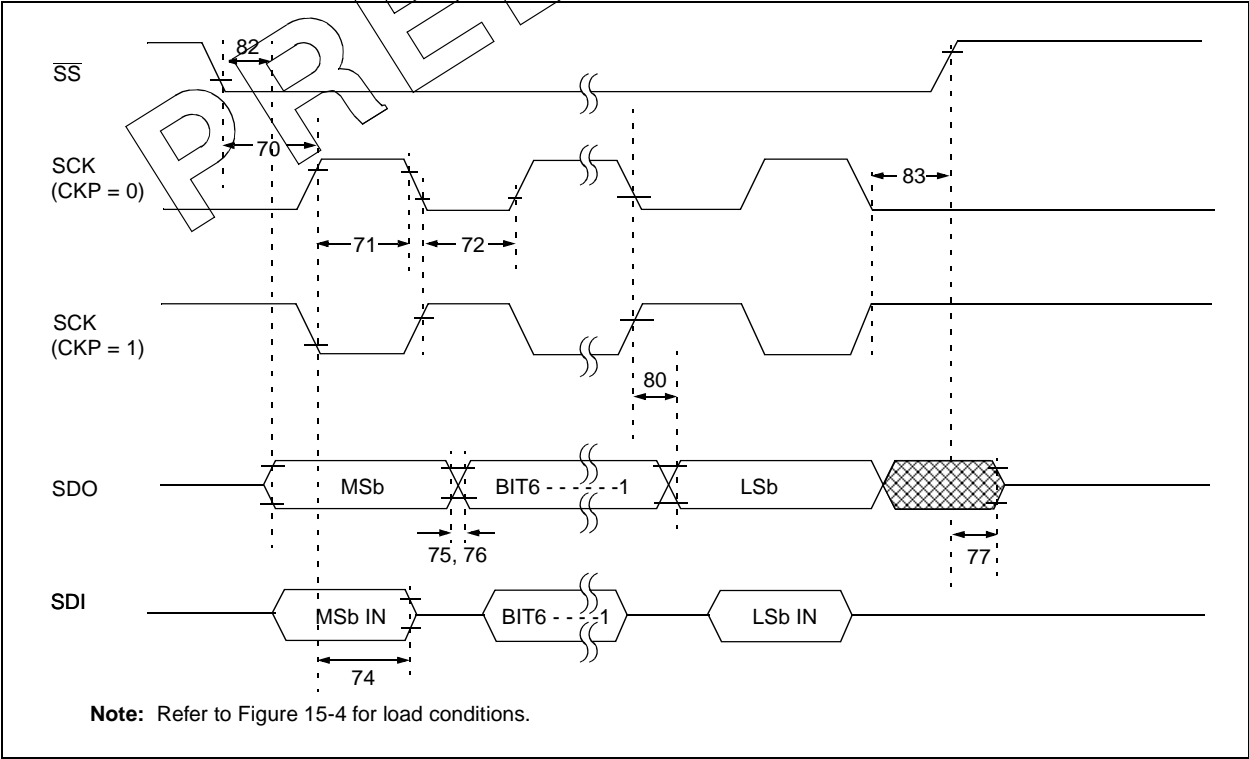 PRE
82
SS
70
SCK
(CKP = 0)
83
71
72
SCK
(CKP = 1)
80
SDO
MSb
BIT6 - - - - - -1
LSb
75, 76
77
SDI
MSb IN
BIT6 - - - -1
LSb IN
74
Note: Refer to Figure 15-4 for load conditions.